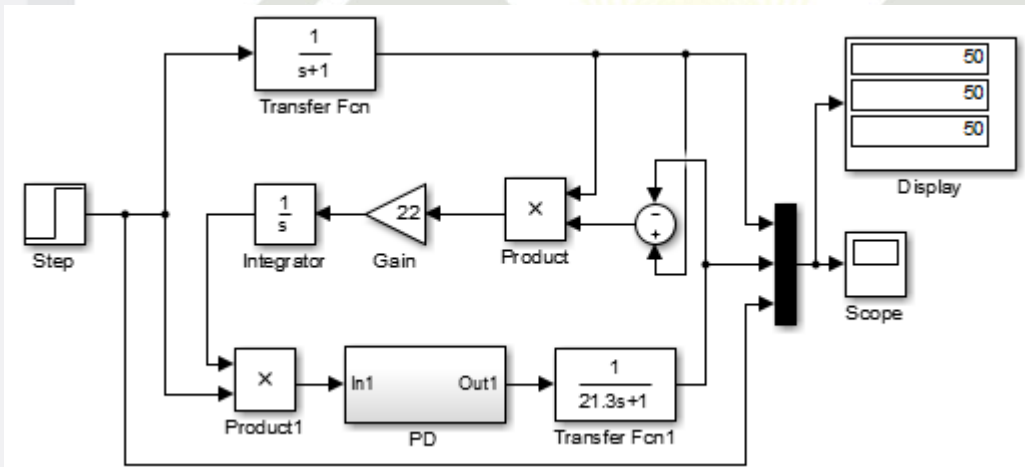 1
s+1
Transfer Fcn
50
50
50
Display
Step
1
s
Integrator
22
Gain
×
Product
−
+
Scope
×
Product1
In1
Out1
PD
1
21.3s+1
Transfer Fcn1